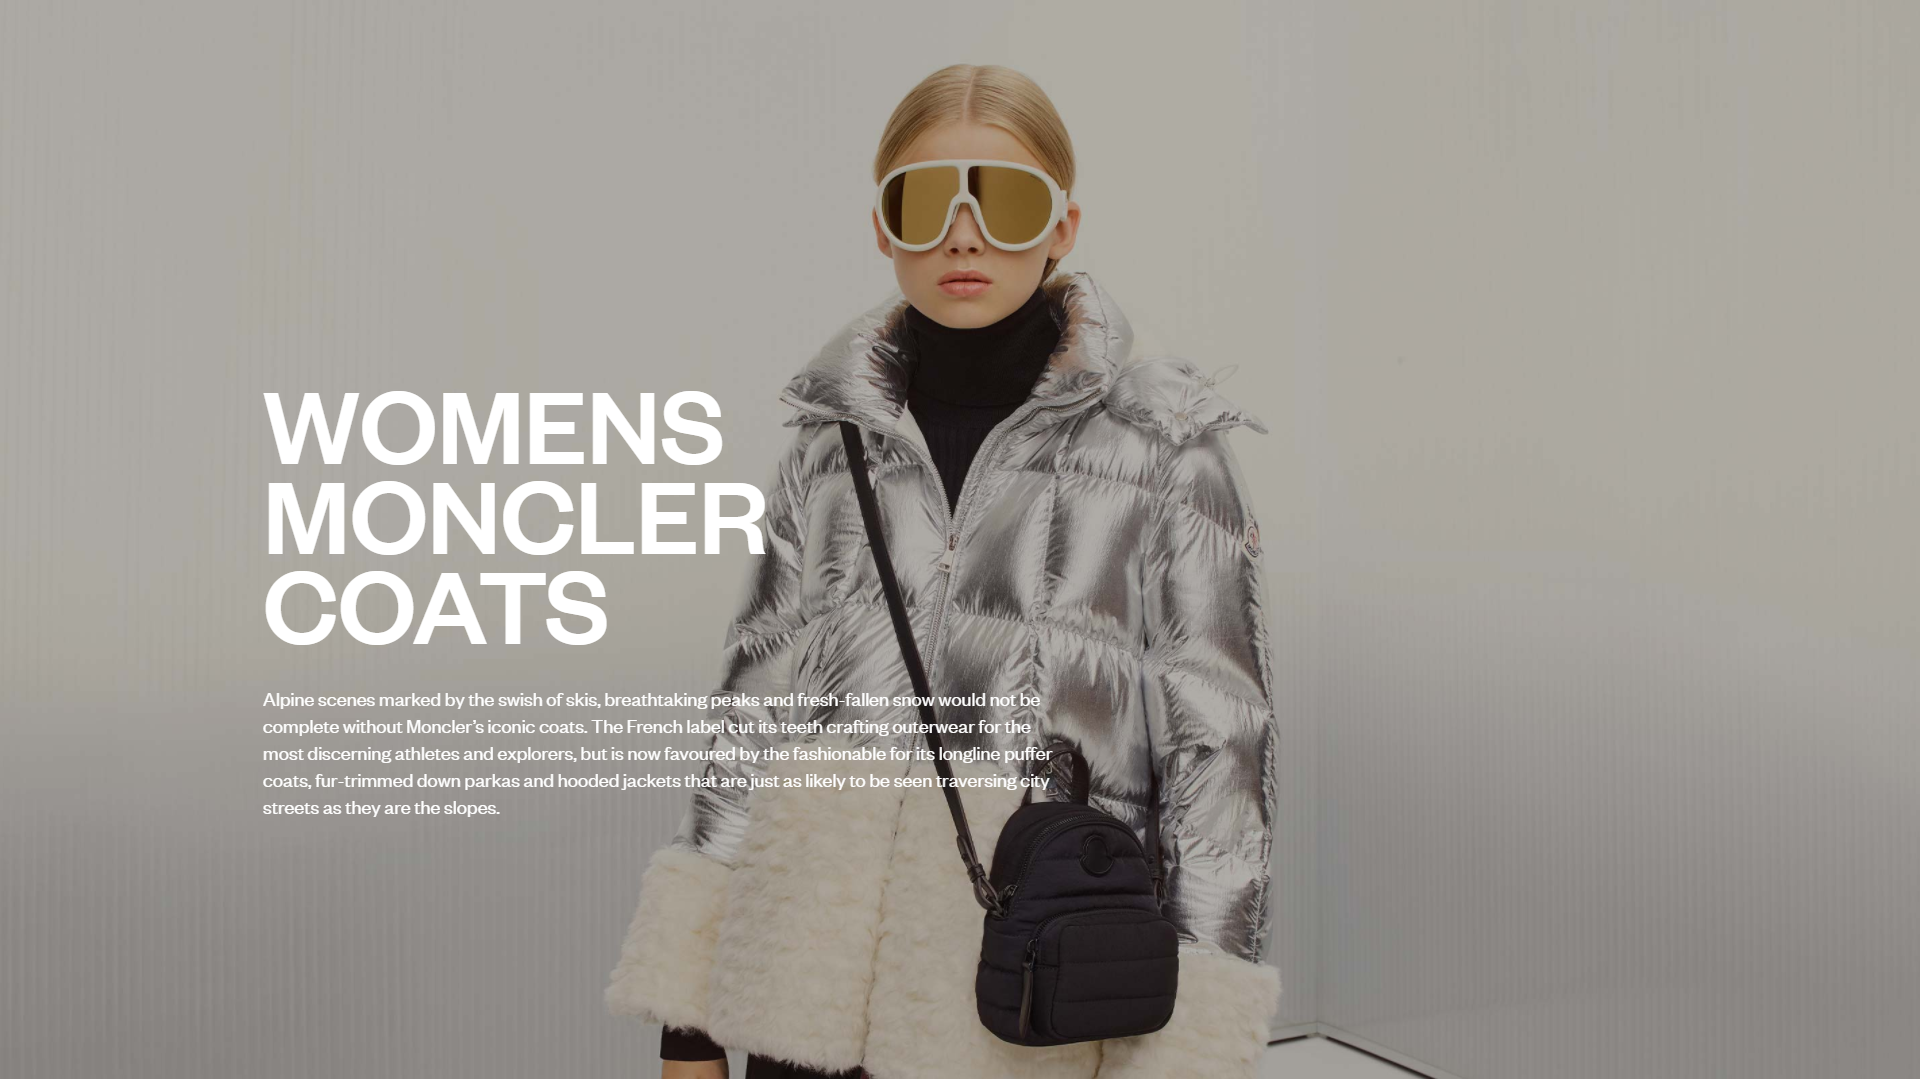 WOMENS
MONCLER
COATS
Alpine scenes marked by the swish of skis, breathtaking peaks and fresh-fallen snow would not be
complete without Moncler’s iconic coats. The French label cut its teeth crafting outerwear for the
most discerning athletes and explorers, but is now favoured by the fashionable for its longline puffer
coats, fur-trimmed down parkas and hooded jackets that are just as likely to be seen traversing city
streets as they are the slopes.